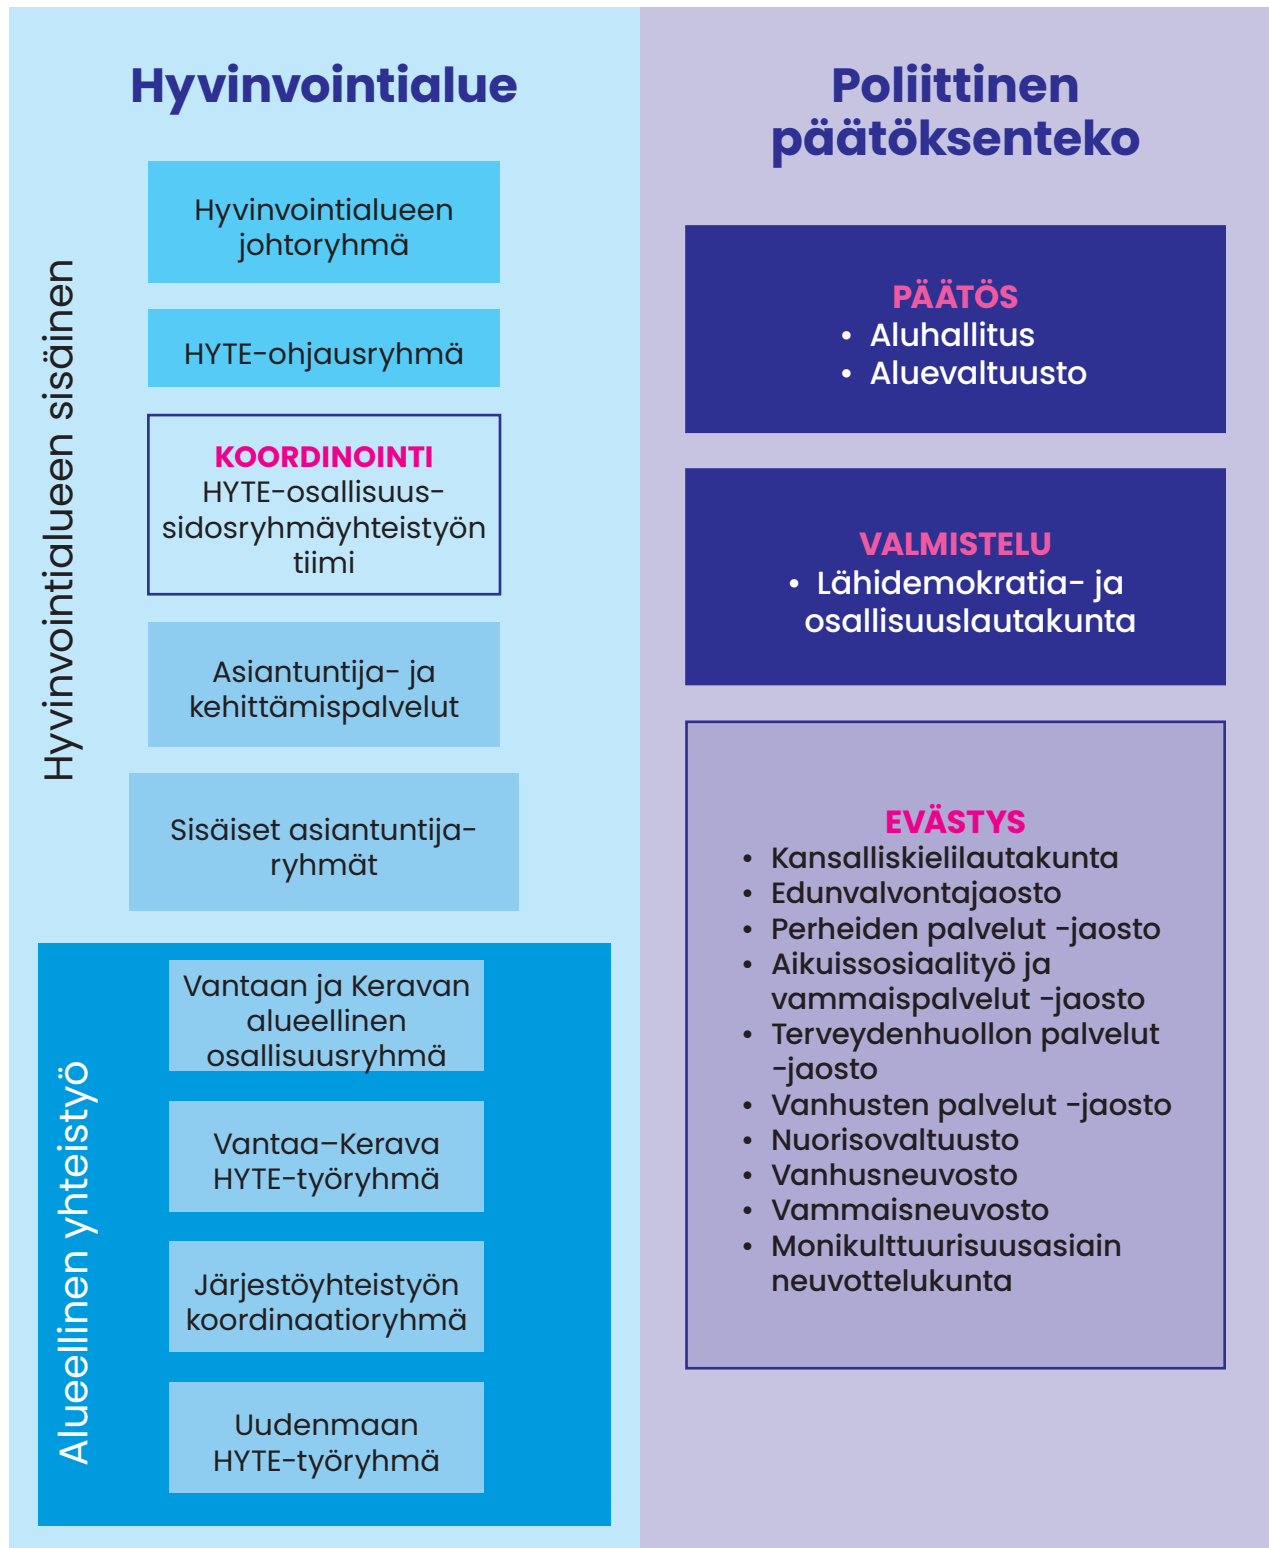 Hyvinvointialue
Hyvinvointialueen sisäinen
Hyvinvointialueen
johtoryhmä
HYTE-ohjausryhmä
KOORDINOINTI
HYTE-osallisuus-
sidosryhmäyhteistyön
tiimi
Asiantuntija- ja
kehittämispalvelut
Sisäiset asiantuntija-
ryhmät
Alueellinen yhteistyö
Vantaan ja Keravan
alueellinen
osallisuusryhmä
Vantaa–Kerava
HYTE-työryhmä
Järjestöyhteistyön
koordinaatioryhmä
Uudenmaan
HYTE-työryhmä
Poliittinen
päätöksenteko
PÄÄTÖS
• Aluhallitus
• Aluevaltuusto
VALMISTELU
• Lähidemokratia- ja
osallisuuslautakunta
EVÄSTYS
• Kansalliskielilautakunta
• Edunvalvontajaosto
• Perheiden palvelut -jaosto
• Aikuissosiaalityö ja
vammaispalvelut -jaosto
• Terveydenhuollon palvelut
-jaosto
• Vanhusten palvelut -jaosto
• Nuorisovaltuusto
• Vanhusneuvosto
• Vammaisneuvosto
• Monikulttuurisuusasiain
neuvottelukunta